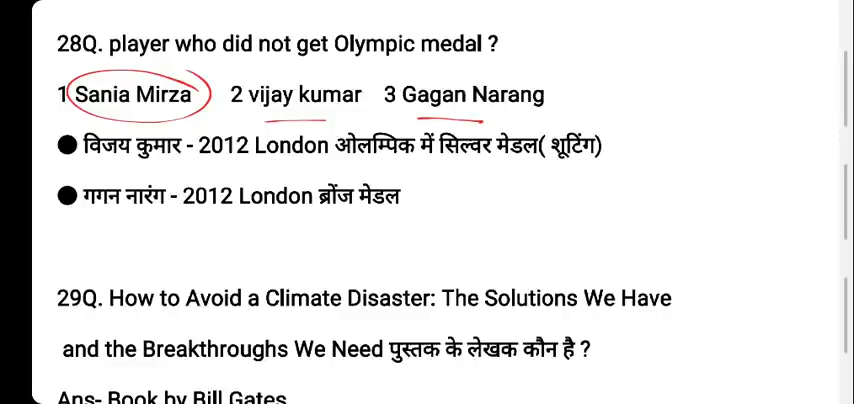 28Q. player who did not get Olympic medal ?
1 Sania Mirza 2 vijay kumar 3 Gagan Narang
● विजय कुमार - 2012 London ओलम्पिक में सिल्वर मेडल( शूटिंग)
● गगन नारंग - 2012 London ब्रोंज मेडल
29Q. How to Avoid a Climate Disaster: The Solutions We Have
and the Breakthroughs We Need पुस्तक के लेखक कौन है ?
Ans- Book by Bill Gates